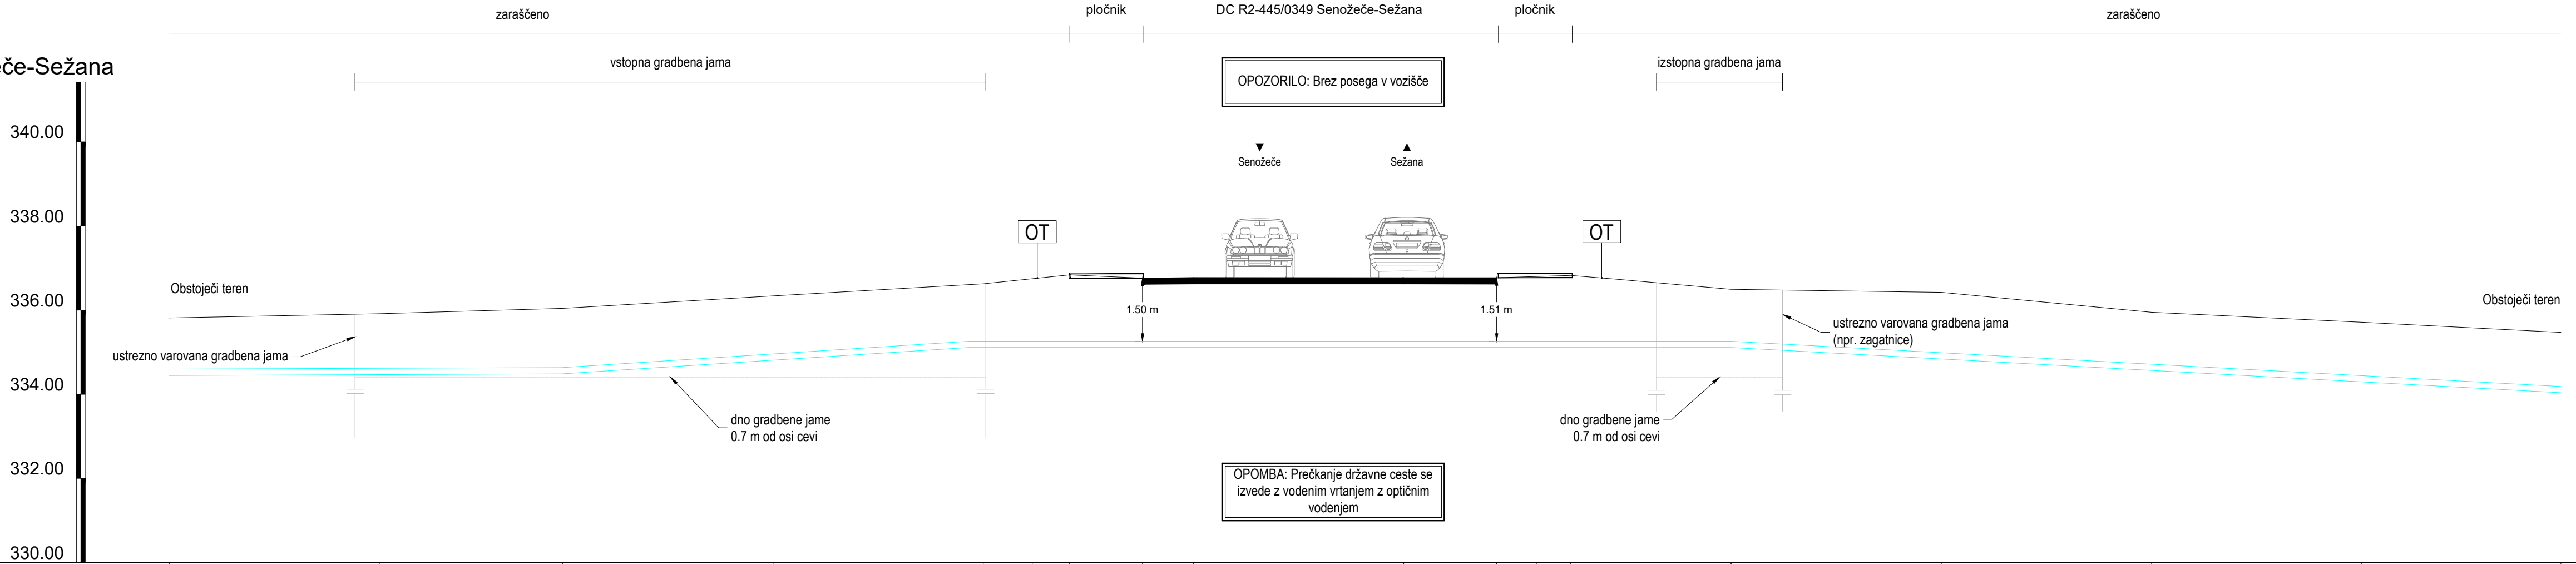 zaraščeno
pločnik
DC R2-445/0349 Senožeče-Sežana
pločnik
zaraščeno
če-Sežana
vstopna gradbena jama
OPOZORILO: Brez posega v vozišče
izstopna gradbena jama
340.00
Senožeče
Sežana
338.00
OT
OT
336.00
Obstoječi teren
1.50 m
1.51 m
Obstoječi teren
ustrezno varovana gradbena jama
ustrezno varovana gradbena jama
(npr. zagatnice)
334.00
dno gradbene jame
0.7 m od osi cevi
dno gradbene jame
0.7 m od osi cevi
332.00
OPOMBA: Prečkanje državne ceste se
izvede z vodenim vrtanjem z optičnim
vodenjem
330.00